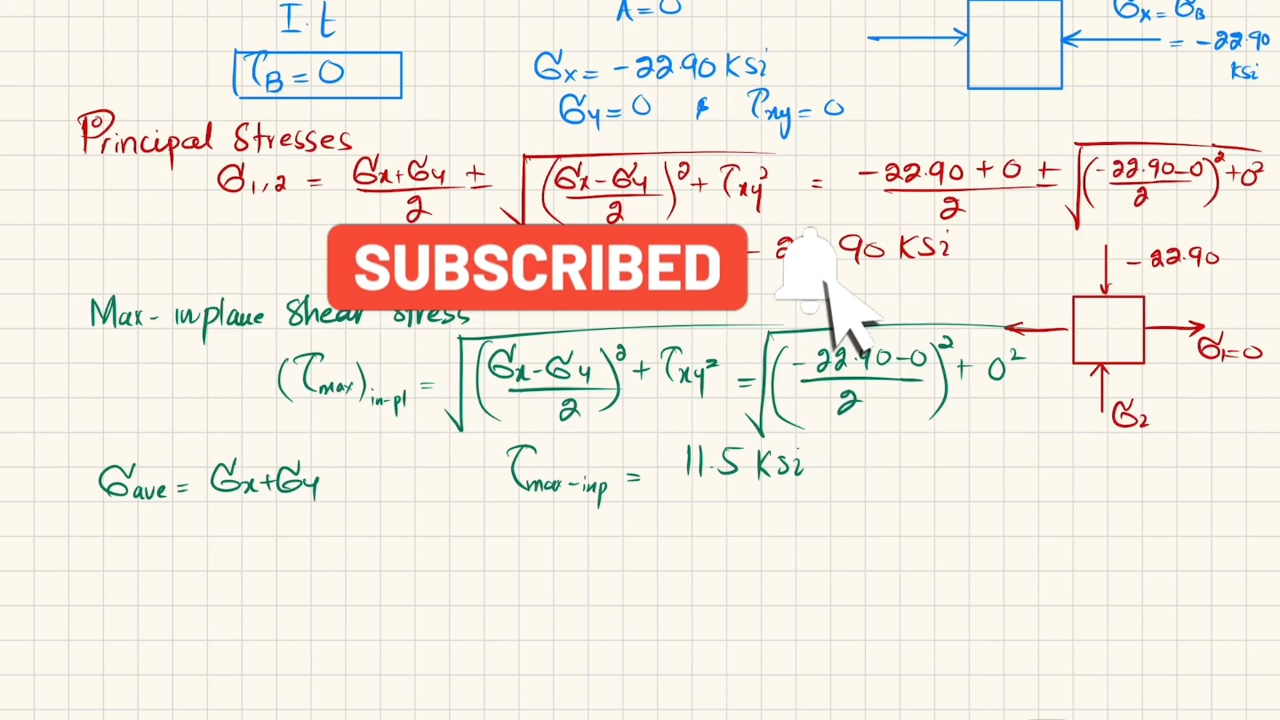 I.t
A=0
σx = σB
= -22.90
ksi
τB = 0
σx = -22.90 ksi
σy = 0 & τxy = 0
Principal Stresses
σ1,2 = σx+σy/2 ± √((σx-σy/2)² + τxy² = -22.90+0/2 ± √((-22.90-0/2)² + 0²
90 ksi
SUBSCRIBED
-22.90
σ1=0
σ2
Max-inplane Shear Stress
(τmax)in-pl = √((σx-σy/2)² + τxy² = √((-22.90-0/2)² + 0²
τmax-inp = 11.5 ksi
σave = σx+σy